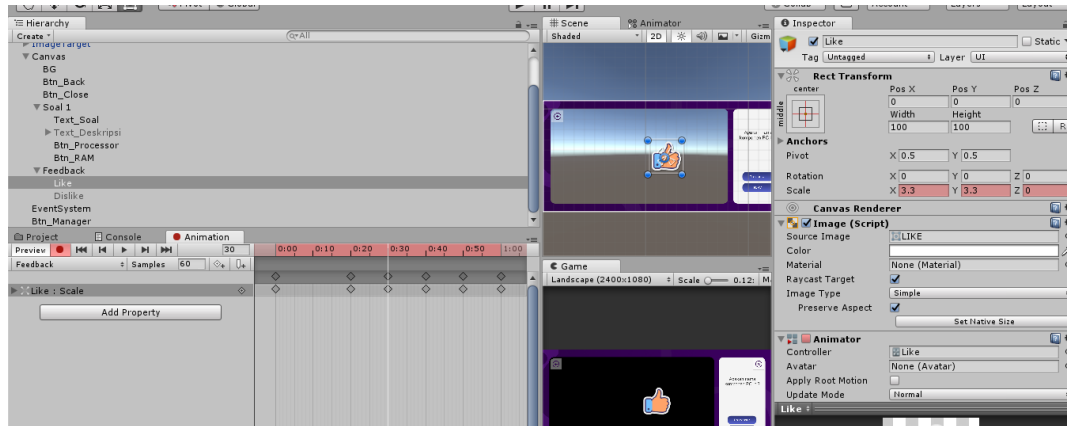 Hierarchy
Create
All
ImageTarget
Canvas
BG
Btn_Back
Btn_Close
Soal 1
Text_Soal
Text_Deskripsi
Btn_Processor
Btn_RAM
Feedback
Like
Dislike
EventSystem
Btn_Manager
Project
Console
Animation
Preview
30
0:00
0:10
0:20
0:30
0:40
0:50
1:00
Feedback
Samples 60
Like : Scale
Add Property
Scene
Animator
Shaded
2D
Gizm
Game
Landscape (2400x1080)
Scale
0.12:
Inspector
Like
Static
Tag Untagged
Layer UI
Rect Transform
center
middle
Pos X
Pos Y
Pos Z
0
0
0
Width
Height
100
100
R
Anchors
Pivot
X 0.5
Y 0.5
Rotation
X 0
Y 0
Z 0
Scale
X 3.3
Y 3.3
Z 0
Canvas Renderer
Image (Script)
Source Image
LIKE
Color
Material
None (Material)
Raycast Target
Image Type
Simple
Preserve Aspect
Set Native Size
Animator
Controller
Like
Avatar
None (Avatar)
Apply Root Motion
Update Mode
Normal
Like